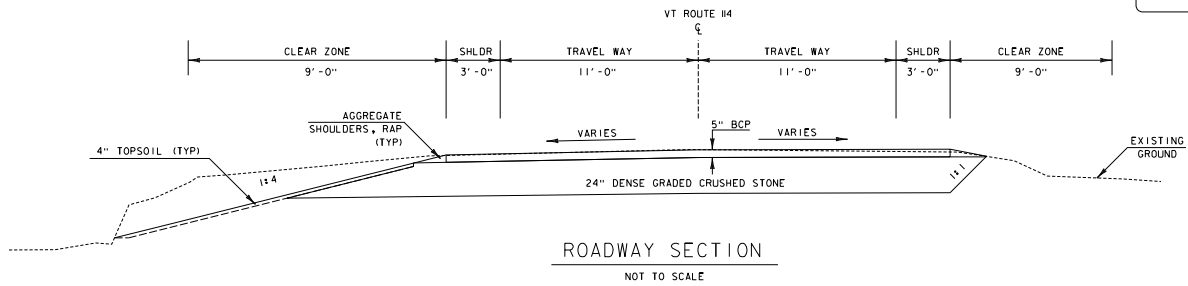 VT ROUTE 114
℄
CLEAR ZONE SHLDR TRAVEL WAY TRAVEL WAY SHLDR CLEAR ZONE
9'-0" 3'-0" 11'-0" 11'-0" 3'-0" 9'-0"
AGGREGATE
SHOULDERS, RAP
(TYP)
VARIES 5" BCP VARIES
4" TOPSOIL (TYP)
EXISTING
GROUND
1:4
24" DENSE GRADED CRUSHED STONE
1:1
ROADWAY SECTION
NOT TO SCALE